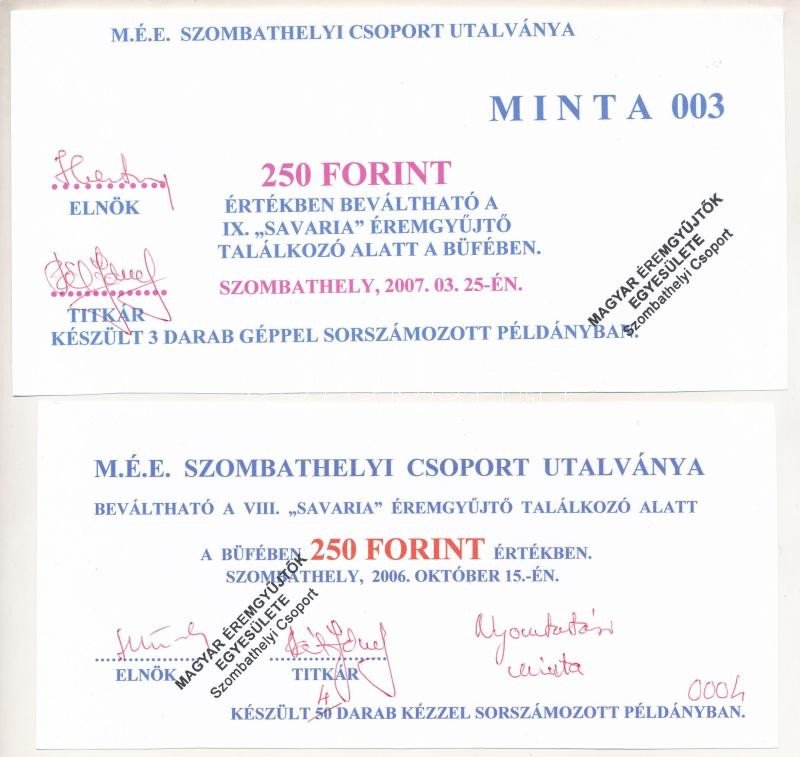 M.É.E. SZOMBATHELYI CSOPORT UTALVÁNYA
MINTA 003
250 FORINT
ELNÖK
ÉRTÉKBEN BEVÁLTHATÓ A
IX. „SAVARIA” ÉREMGYŰJTŐ
TALÁLKOZÓ ALATT A BÜFÉBEN.
SZOMBATHELY, 2007. 03. 25-ÉN.
TITKÁR
KÉSZÜLT 3 DARAB GÉPPEL SORSZÁMOZOTT PÉLDÁNYBAN.
MAGYAR ÉREMGYŰJTŐK
EGYESÜLETE
Szombathelyi Csoport
M.É.E. SZOMBATHELYI CSOPORT UTALVÁNYA
BEVÁLTHATÓ A VIII. „SAVARIA” ÉREMGYŰJTŐ TALÁLKOZÓ ALATT
A BÜFÉBEN 250 FORINT ÉRTÉKBEN.
SZOMBATHELY, 2006. OKTÓBER 15.-ÉN.
MAGYAR ÉREMGYŰJTŐK
EGYESÜLETE
Szombathelyi Csoport
Nyomtatási
minta
ELNÖK
TITKÁR
0004
4
KÉSZÜLT 50 DARAB KÉZZEL SORSZÁMOZOTT PÉLDÁNYBAN.